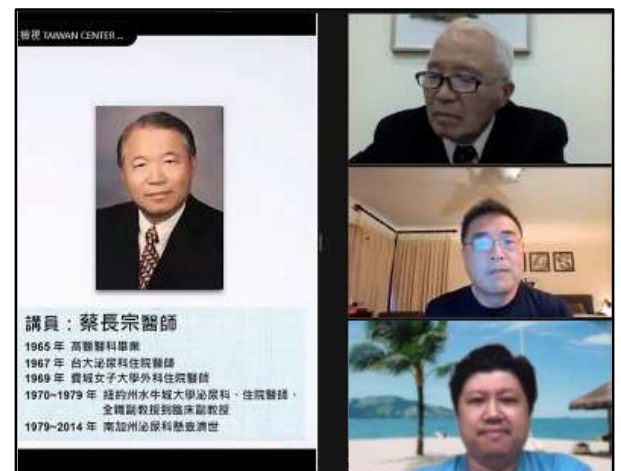 檢視 TAIWAN CENTER ...
講員：蔡長宗醫師
1965 年 高醫醫科畢業
1967 年 台大泌尿科住院醫師
1969 年 費城女子大學外科住院醫師
1970~1979 年 紐約州水牛城大學泌尿科、住院醫師、
全職副教授到臨床副教授
1979~2014 年 南加州泌尿科懸壺濟世